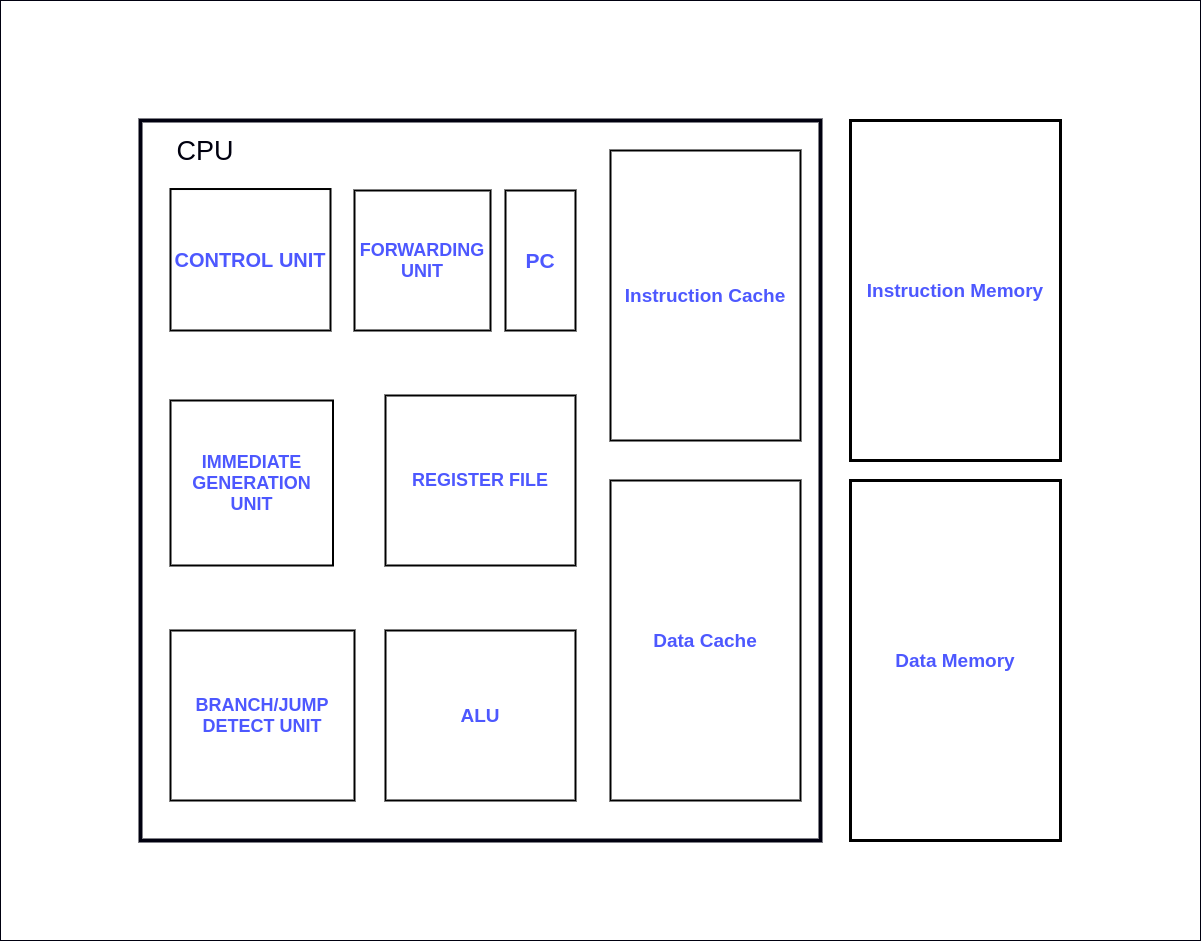 CPU
CONTROL UNIT
FORWARDING
UNIT
PC
Instruction Cache
Instruction Memory
IMMEDIATE
GENERATION
UNIT
REGISTER FILE
Data Cache
Data Memory
BRANCH/JUMP
DETECT UNIT
ALU